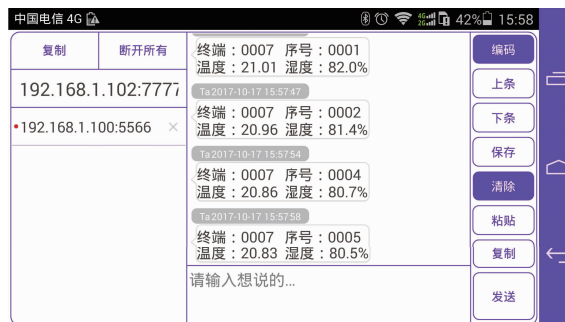 中国电信 4G
4G
2G
42%
15:58
复制
断开所有
192.168.1.102:7777
192.168.1.100:5566 ×
终端：0007 序号：0001
温度：21.01 湿度：82.0%
Ta2017-10-17 15:57:47
终端：0007 序号：0002
温度：20.96 湿度：81.4%
Ta2017-10-17 15:57:54
终端：0007 序号：0004
温度：20.86 湿度：80.7%
Ta2017-10-17 15:57:58
终端：0007 序号：0005
温度：20.83 湿度：80.5%
请输入想说的...
编码
上条
下条
保存
清除
粘贴
复制
发送